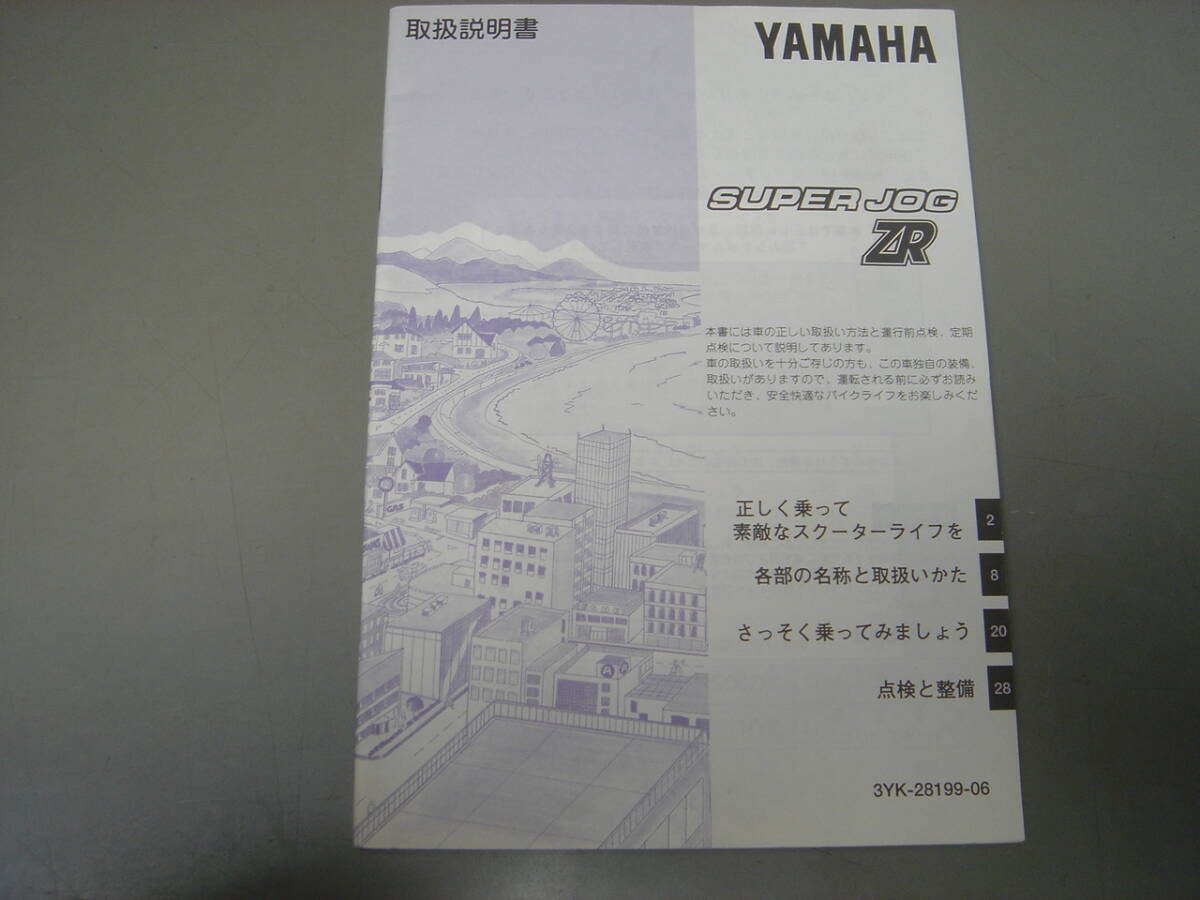 取扱説明書
YAMAHA
SUPER JOG
ZR
本書には車の正しい取扱い方法と運行前点検、定期
点検について説明してあります。
車の取扱いを十分ご存じの方も、この車独自の装備、
取扱いがありますので、運転される前に必ずお読み
いただき、安全快適なバイクライフをお楽しみくだ
さい。
正しく乗って
素敵なスクーターライフを 2
各部の名称と取扱いかた 8
さっそく乗ってみましょう 20
点検と整備 28
GAS
AA
3YK-28199-06